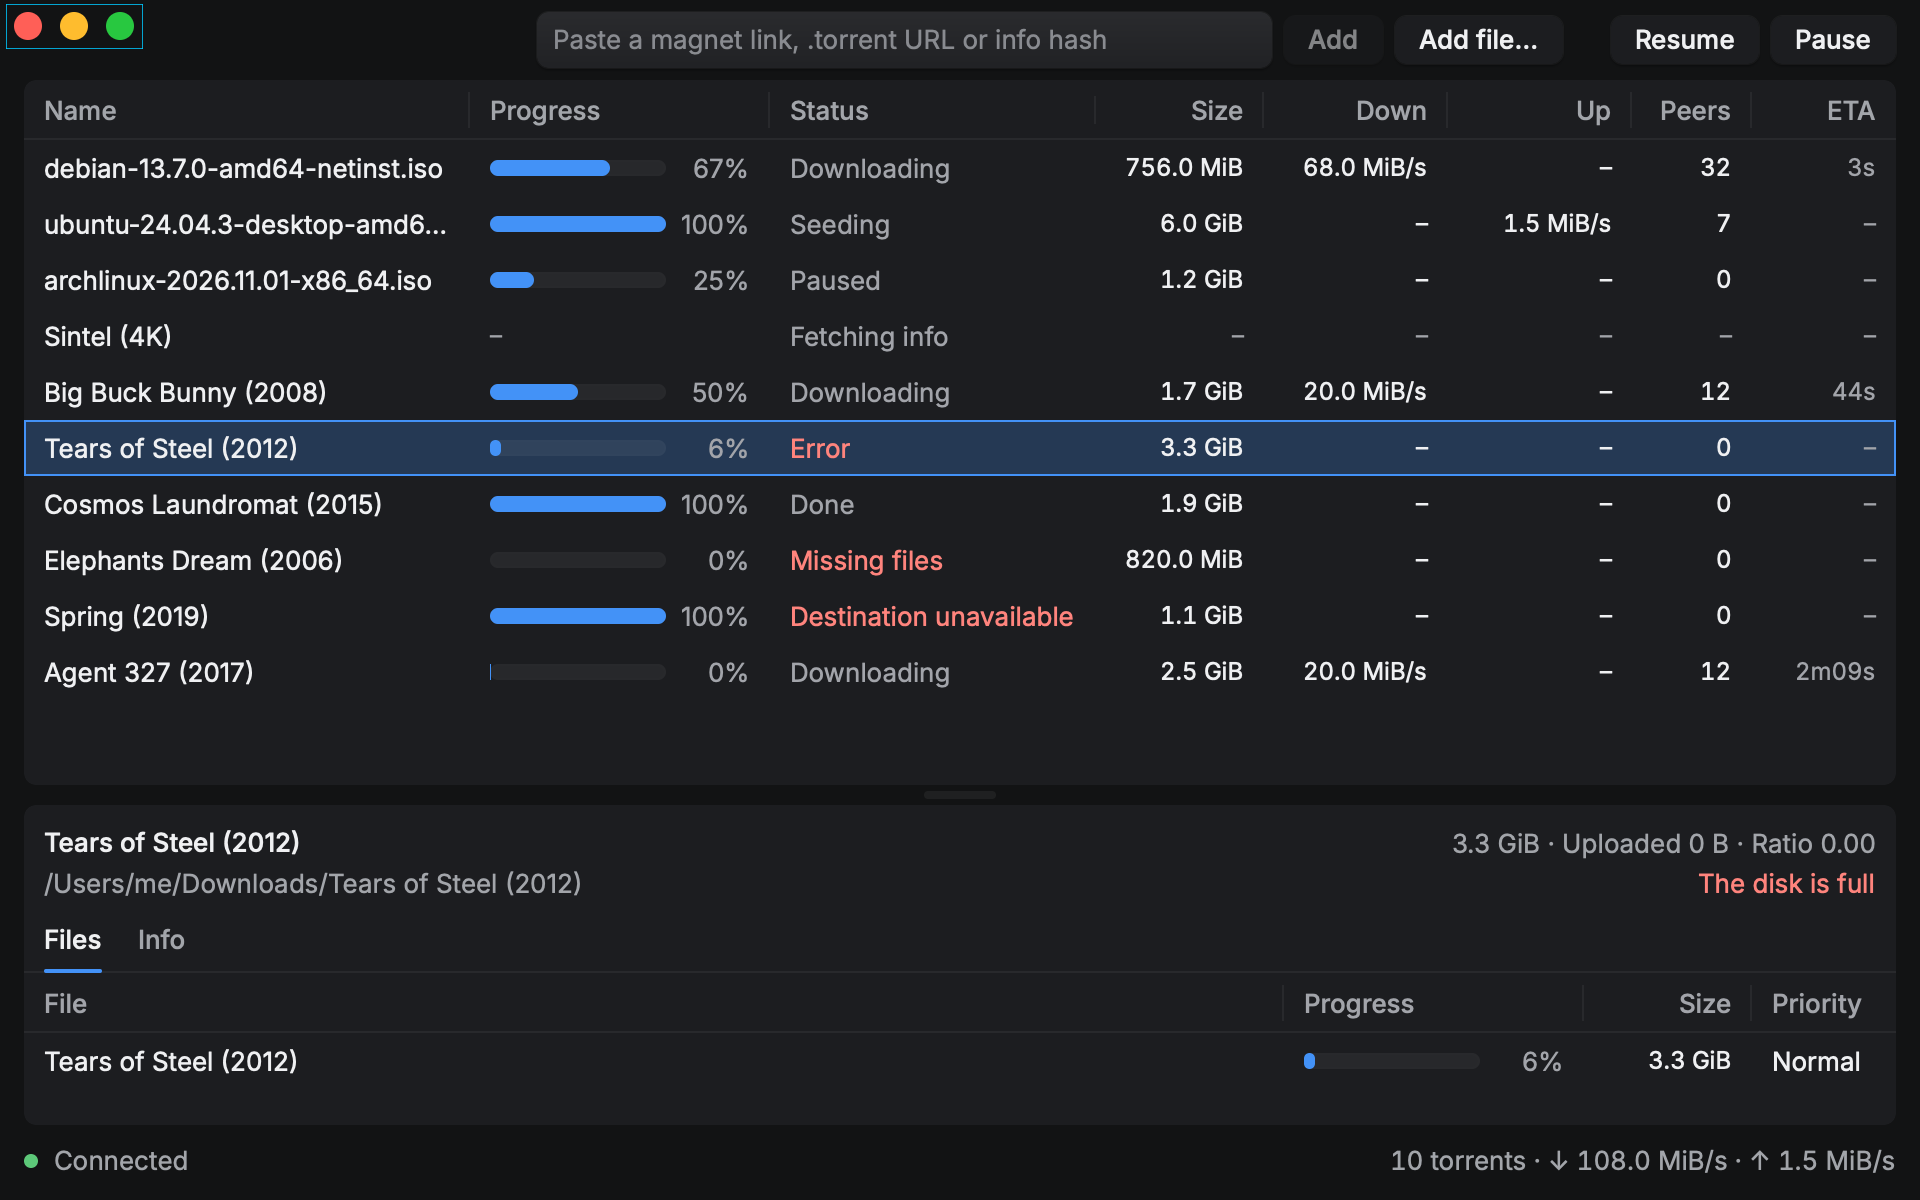 Paste a magnet link, .torrent URL or info hash Add Add file... Resume Pause
Name Progress Status Size Down Up Peers ETA
debian-13.7.0-amd64-netinst.iso 67% Downloading 756.0 MiB 68.0 MiB/s – 32 3s
ubuntu-24.04.3-desktop-amd6... 100% Seeding 6.0 GiB – 1.5 MiB/s 7 –
archlinux-2026.11.01-x86_64.iso 25% Paused 1.2 GiB – – 0 –
Sintel (4K) – Fetching info – – – – –
Big Buck Bunny (2008) 50% Downloading 1.7 GiB 20.0 MiB/s – 12 44s
Tears of Steel (2012) 6% Error 3.3 GiB – – 0 –
Cosmos Laundromat (2015) 100% Done 1.9 GiB – – 0 –
Elephants Dream (2006) 0% Missing files 820.0 MiB – – 0 –
Spring (2019) 100% Destination unavailable 1.1 GiB – – 0 –
Agent 327 (2017) 0% Downloading 2.5 GiB 20.0 MiB/s – 12 2m09s
Tears of Steel (2012) 3.3 GiB · Uploaded 0 B · Ratio 0.00
/Users/me/Downloads/Tears of Steel (2012) The disk is full
Files Info
File Progress Size Priority
Tears of Steel (2012) 6% 3.3 GiB Normal
Connected 10 torrents · ↓ 108.0 MiB/s · ↑ 1.5 MiB/s